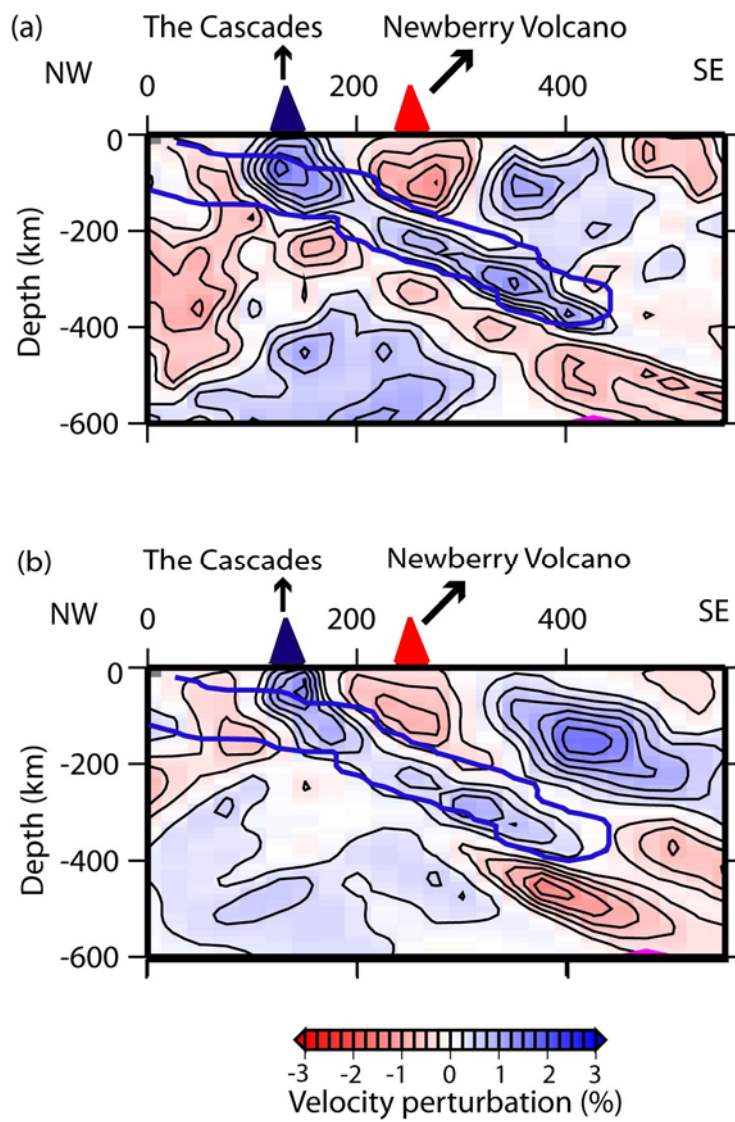 (a)
The Cascades Newberry Volcano
NW SE
0 200 400
0
-200
-400
-600
Depth (km)
(b)
The Cascades Newberry Volcano
NW SE
0 200 400
0
-200
-400
-600
Depth (km)
-3 -2 -1 0 1 2 3
Velocity perturbation (%)